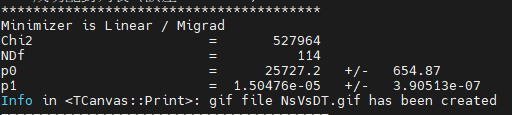 ****************************************
Minimizer is Linear / Migrad
Chi2                      =       527964
NDf                       =          114
p0                        =      25727.2   +/-   654.87
p1                        =  1.50476e-05   +/-   3.90513e-07
Info in <TCanvas::Print>: gif file NsVsDT.gif has been created